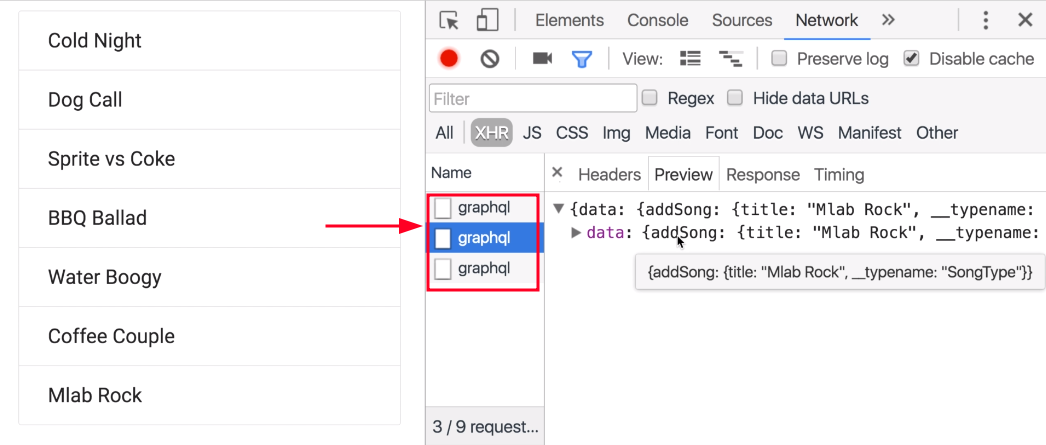 Cold Night
Dog Call
Sprite vs Coke
BBQ Ballad
Water Boogy
Coffee Couple
Mlab Rock
Elements Console Sources Network »
View: Preserve log Disable cache
Filter Regex Hide data URLs
All XHR JS CSS Img Media Font Doc WS Manifest Other
Name
graphql
graphql
graphql
3 / 9 request...
× Headers Preview Response Timing
{data: {addSong: {title: "Mlab Rock", __typename:
data: {addSong: {title: "Mlab Rock", __typename:
{addSong: {title: "Mlab Rock", __typename: "SongType"}}